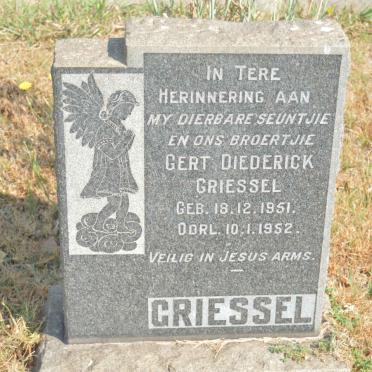 IN TERE
HERINNERING AAN
MY DIERBARE SEUNTJIE
EN ONS BROERTJIE
GERT DIEDERICK
GRIESSEL
GEB. 18.12.1951.
OORL. 10.1.1952.
VEILIG IN JESUS ARMS.
GRIESSEL